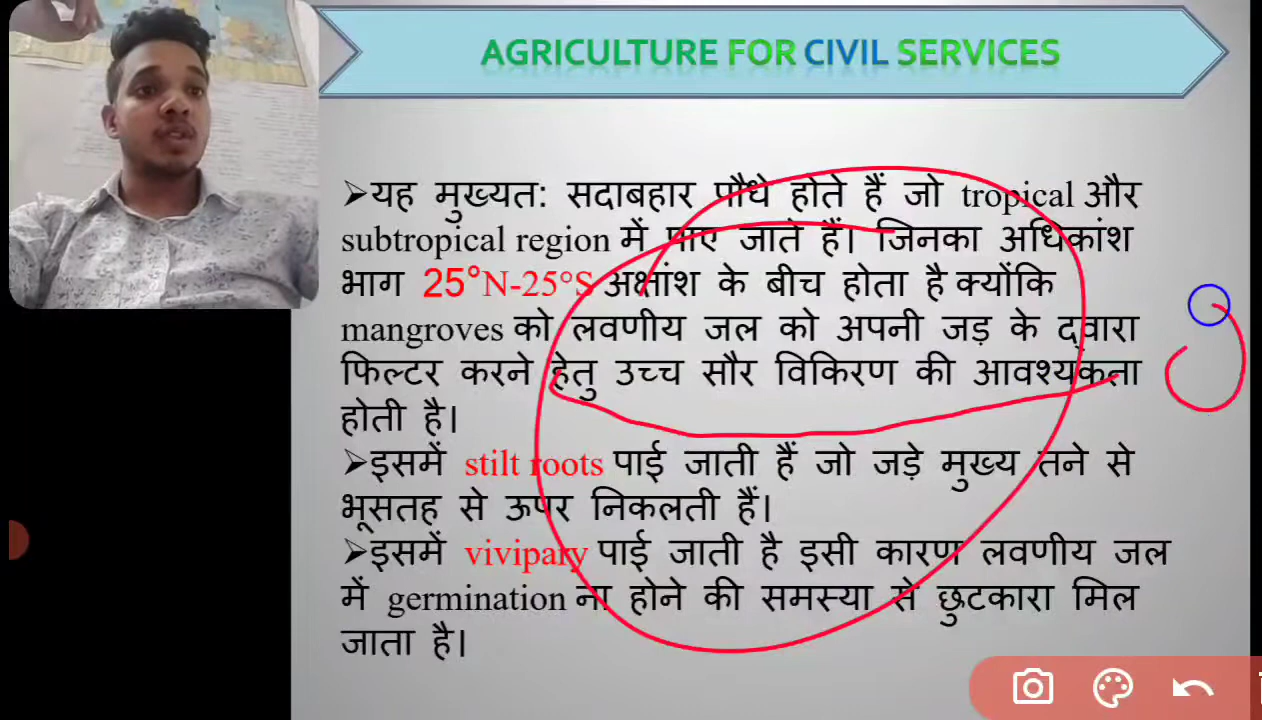 AGRICULTURE FOR CIVIL SERVICES
➢यह मुख्यत: सदाबहार पौधे होते हैं जो tropical और
subtropical region में पाए जाते हैं। जिनका अधिकांश
भाग 25°N-25°S अक्षांश के बीच होता है क्योंकि
mangroves को लवणीय जल को अपनी जड़ के द्वारा
फिल्टर करने हेतु उच्च सौर विकिरण की आवश्यकता
होती है।
➢इसमें stilt roots पाई जाती हैं जो जड़े मुख्य तने से
भूसतह से ऊपर निकलती हैं।
➢इसमें vivipary पाई जाती है इसी कारण लवणीय जल
में germination ना होने की समस्या से छुटकारा मिल
जाता है।